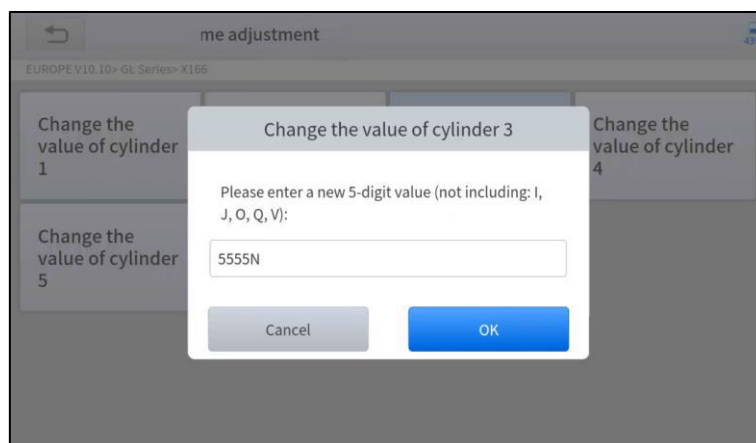 me adjustment
EUROPE V10.10> GL Series> X166
Change the
value of cylinder
1
Change the
value of cylinder
4
Change the value of cylinder 3
Please enter a new 5-digit value (not including: I,
J, O, Q, V):
5555N
Cancel
OK
Change the
value of cylinder
5